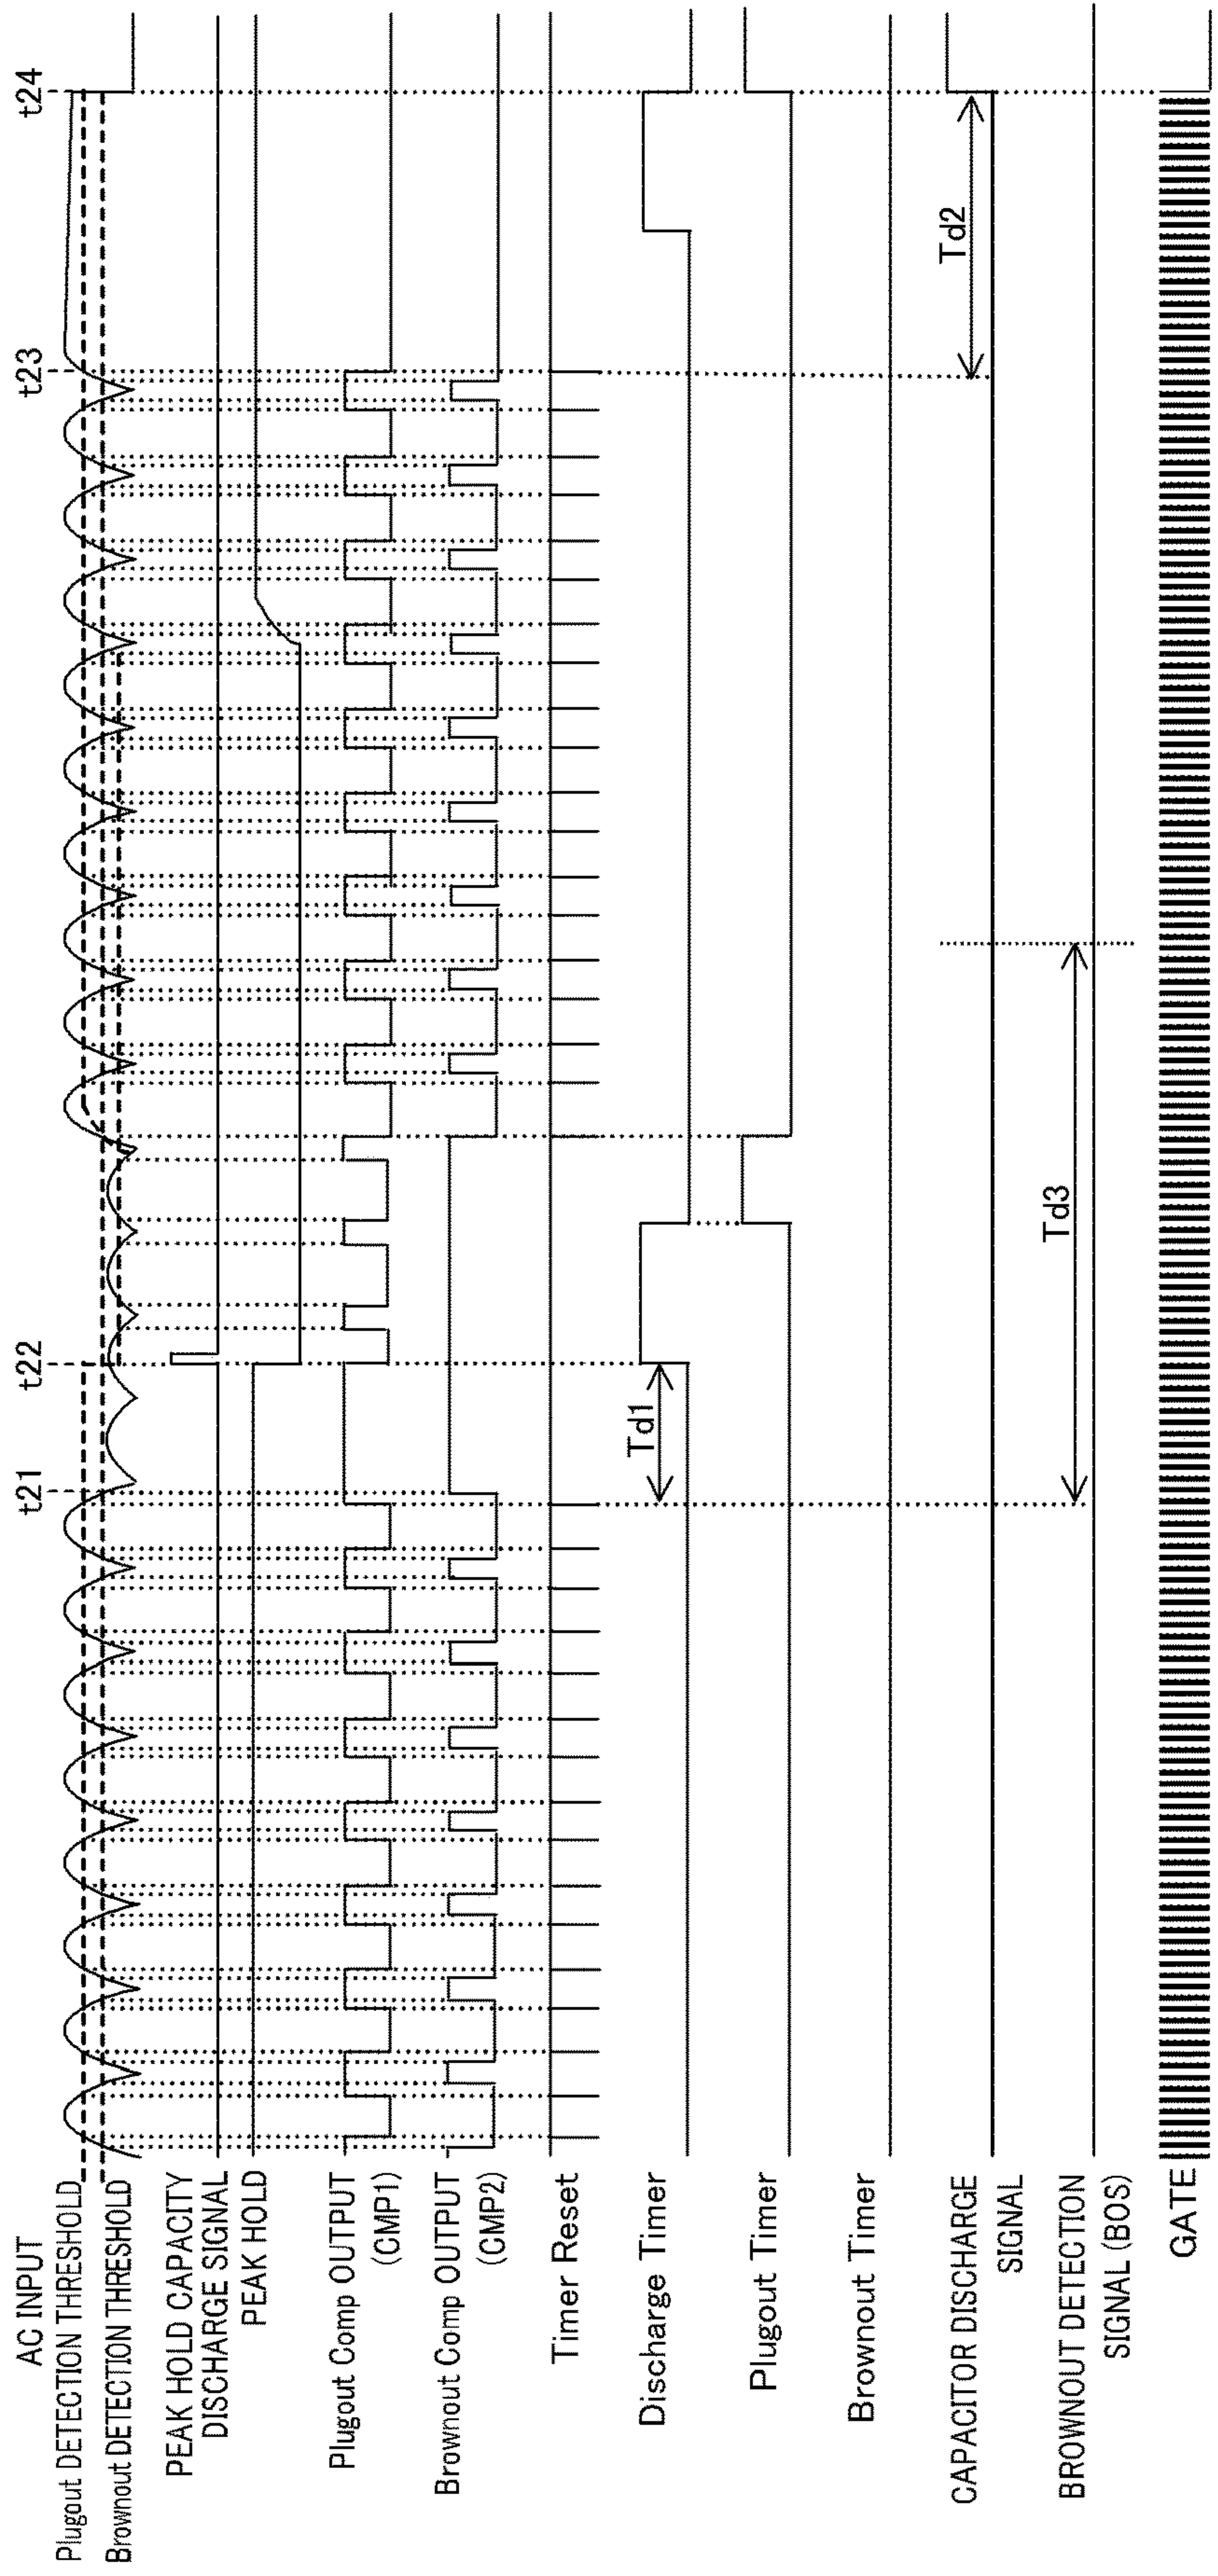 t21
t22
t23
t24
AC INPUT
Plugout DETECTION THRESHOLD
Brownout DETECTION THRESHOLD
PEAK HOLD CAPACITY
DISCHARGE SIGNAL
PEAK HOLD
Plugout Comp OUTPUT
(CMP1)
Brownout Comp OUTPUT
(CMP2)
Timer Reset
Discharge Timer
Td1
Plugout Timer
Brownout Timer
CAPACITOR DISCHARGE
SIGNAL
Td2
BROWNOUT DETECTION
SIGNAL (BOS)
Td3
GATE